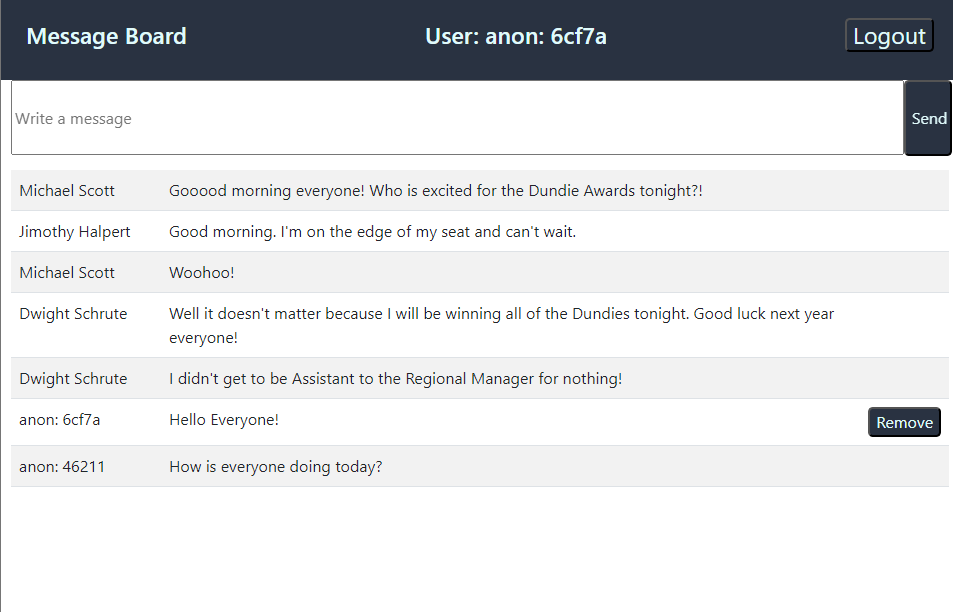 Message Board User: anon: 6cf7a Logout
Write a message Send
Michael Scott Gooood morning everyone! Who is excited for the Dundie Awards tonight?!
Jimothy Halpert Good morning. I'm on the edge of my seat and can't wait.
Michael Scott Woohoo!
Dwight Schrute Well it doesn't matter because I will be winning all of the Dundies tonight. Good luck next year
everyone!
Dwight Schrute I didn't get to be Assistant to the Regional Manager for nothing!
anon: 6cf7a Hello Everyone! Remove
anon: 46211 How is everyone doing today?